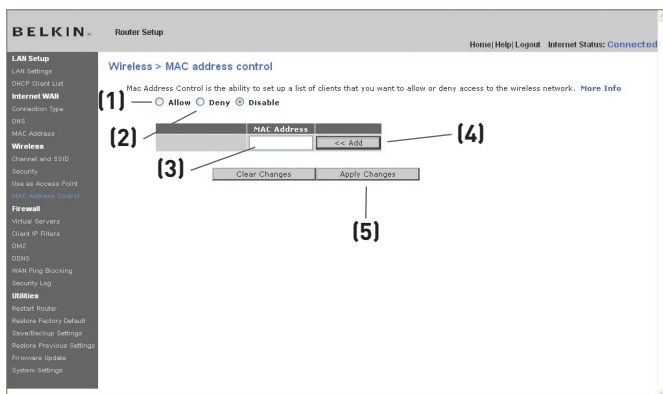 BELKIN®
Router Setup
Home| Help| Logout Internet Status: Connected
LAN Setup
LAN Settings
DHCP Client List
Internet WAN
Connection Type
DNS
MAC Address
Wireless
Channel and SSID
Security
Use as Access Point
MAC Address Control
Firewall
Virtual Servers
Client IP Filters
DMZ
DDNS
WAN Ping Blocking
Security Log
Utilities
Restart Router
Restore Factory Default
Save/Backup Settings
Restore Previous Settings
Firmware Update
System Settings
Wireless > MAC address control
Mac Address Control is the ability to set up a list of clients that you want to allow or deny access to the wireless network. More Info
(1) Allow Deny Disable
(2)
MAC Address
<< Add
(4)
(3)
Clear Changes Apply Changes
(5)